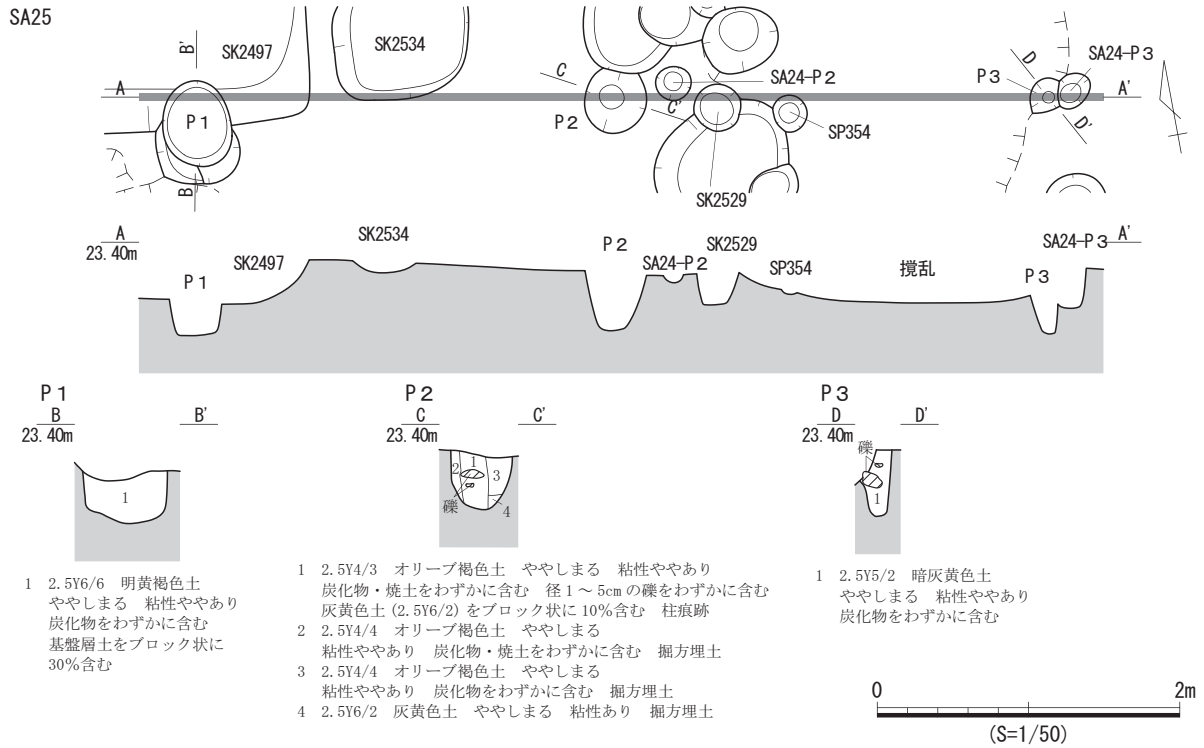 SA25
B'
SK2497
SK2534
C
SA24-P２
D
SA24-P３
P３
A
A'
P１
P２
C'
SP354
D'
B
SK2529
A
23.40m
SK2534
P２
SK2529
SA24-P３
A'
SK2497
SA24-P２
SP354
撹乱
P１
P３
P１
B
B'
23.40m
1
1　2.5Y6/6　明黄褐色土
ややしまる　粘性ややあり
炭化物をわずかに含む
基盤層土をブロック状に
30％含む
P２
C
C'
23.40m
1
2
3
礫
4
1　2.5Y4/3　オリーブ褐色土　ややしまる　粘性ややあり
炭化物・焼土をわずかに含む　径１～５㎝の礫をわずかに含む
灰黄色土(2.5Y6/2)をブロック状に10％含む　柱痕跡
2　2.5Y4/4　オリーブ褐色土　ややしまる
粘性ややあり　炭化物・焼土をわずかに含む　掘方埋土
3　2.5Y4/4　オリーブ褐色土　ややしまる
粘性ややあり　炭化物をわずかに含む　掘方埋土
4　2.5Y6/2　灰黄色土　ややしまる　粘性あり　掘方埋土
P３
D
D'
23.40m
礫
1
1　2.5Y5/2　暗灰黄色土
ややしまる　粘性ややあり
炭化物をわずかに含む
0
2m
(S=1/50)